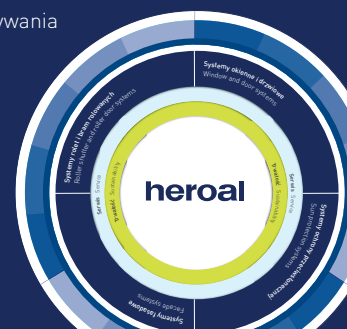 ywania
Systemy okienne i drzwiowe
Window and door systems
Systemy rolet i bram rolowanych
Roller shutter and roller door systems
Serwis Service
Trwałość Sustainability
heroal
Trwałość Sustainability
Serwis Service
Systemy ochrony przeciwsłonecznej
Sun protection systems
Systemy fasadowe
Facade systems